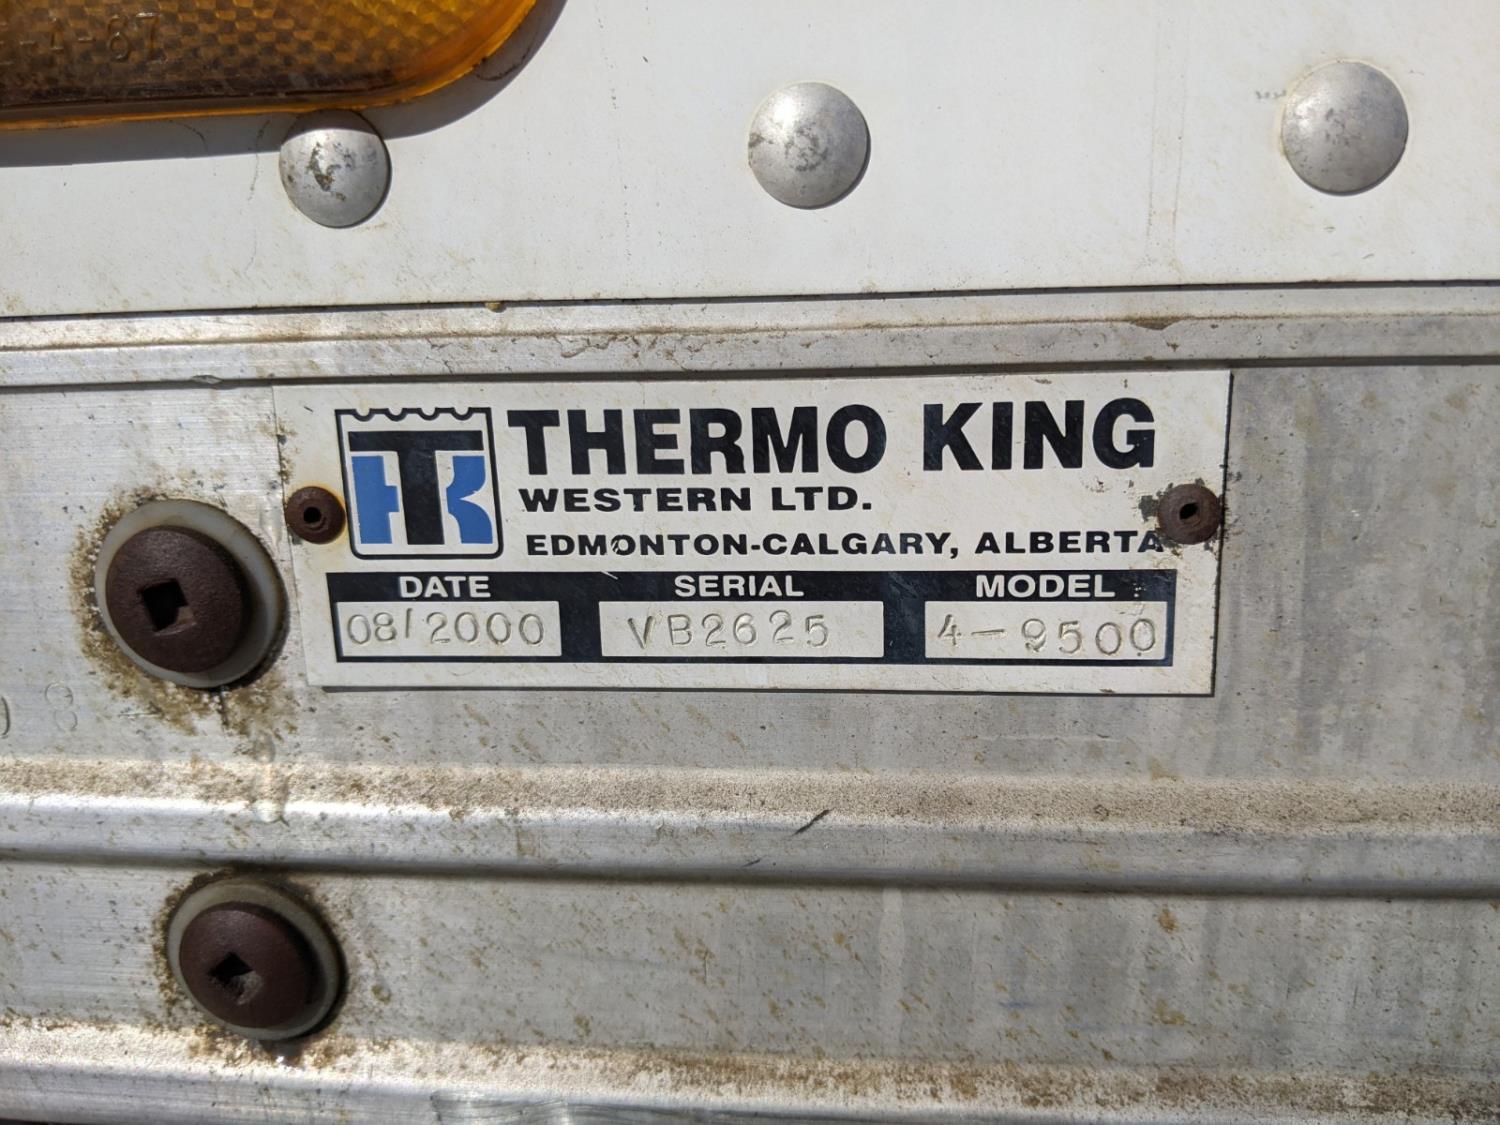 THERMO KING
WESTERN LTD.
EDMONTON-CALGARY, ALBERTA
DATE SERIAL MODEL
08/2000 VB2625 4-9500